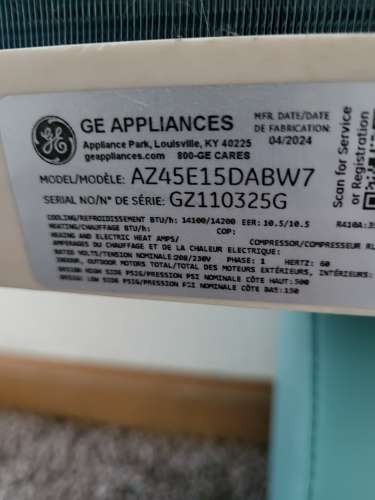 GE APPLIANCES
Appliance Park, Louisville, KY 40225
geappliances.com 800-GE CARES
MFR. DATE/DATE
DE FABRICATION:
04/2024
MODEL/MODÈLE: AZ45E15DABW7
SERIAL NO/N° DE SÉRIE: GZ110325G
COOLING/REFROIDISSEMENT BTU/h: 14100/14200 EER: 10.5/10.5
HEATING/CHAUFFAGE BTU/h: COP:
HEATING AND ELECTRIC HEAT AMPS/
AMPERAGES DU CHAUFFAGE ET DE LA CHALEUR ELECTRIQUE:
COMPRESSOR/COMPRESSEUR
RATED VOLTS/TENSION NOMINALE:208/230V PHASE: 1 HERTZ: 60
INDOOR, OUTDOOR MOTORS TOTAL/TOTAL DES MOTEURS EXTÉRIEURS, INTÉRIEURS:
DESIGN HIGH SIDE PSIG/PRESSION PSI NOMINALE CÔTE HAUT:500
DESIGN LOW SIDE PSIG/PRESSION PSI NOMINALE CÔTE BAS:150
R410A:
Scan for Service
or Registration